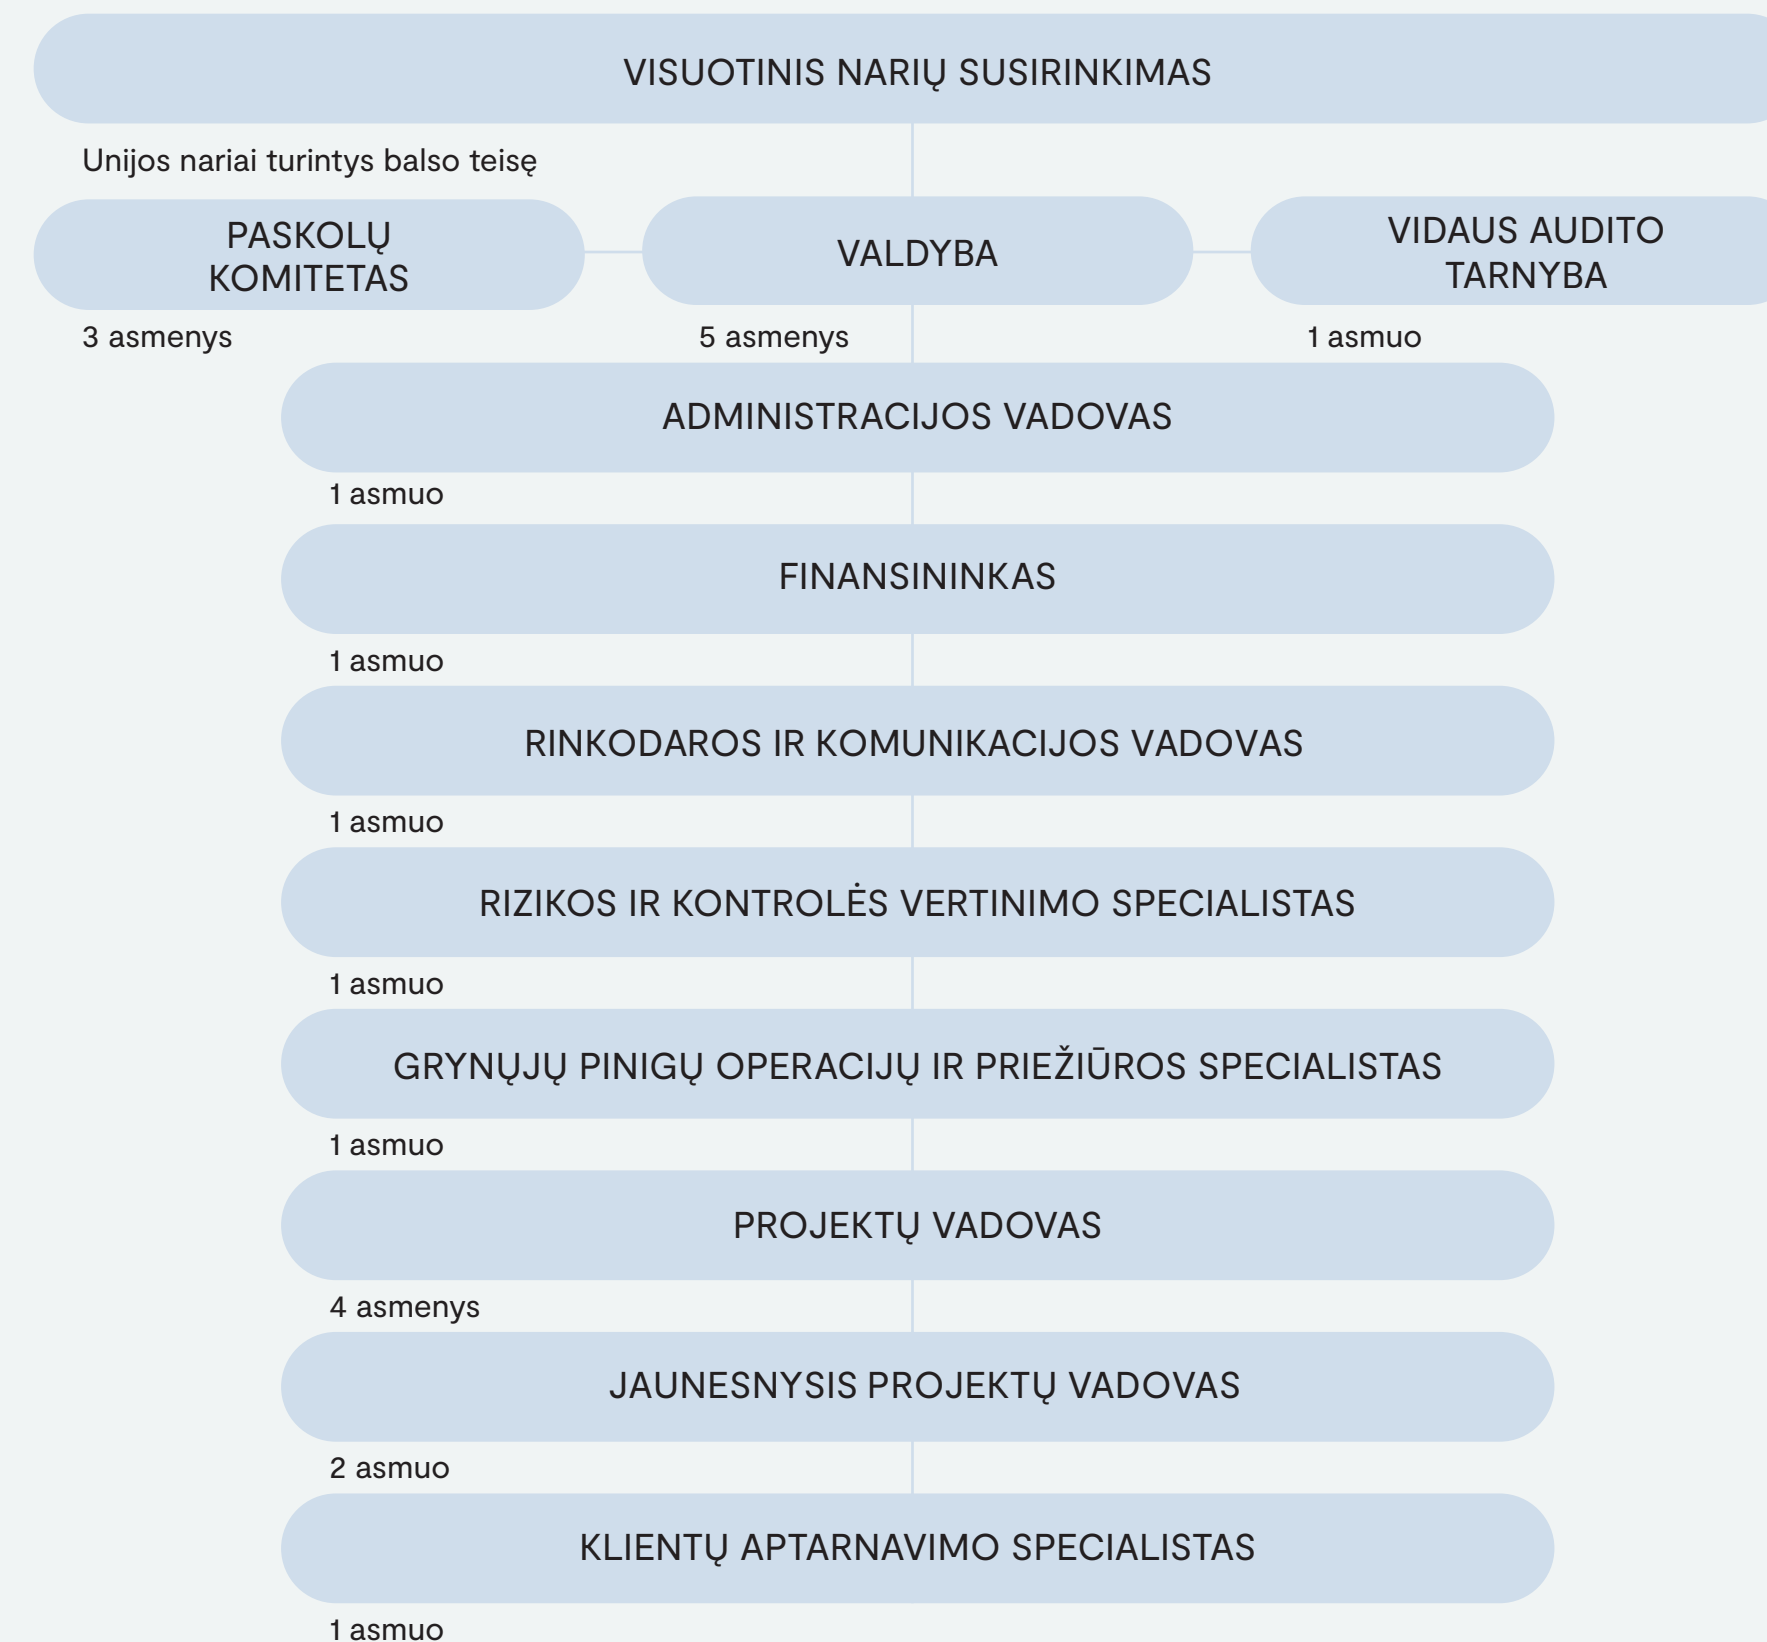 VISUOTINIS NARIŲ SUSIRINKIMAS
Unijos nariai turintys balso teisę
PASKOLŲ
KOMITETAS
3 asmenys
VALDYBA
5 asmenys
VIDAUS AUDITO
TARNYBA
1 asmuo
ADMINISTRACIJOS VADOVAS
1 asmuo
FINANSININKAS
1 asmuo
RINKODAROS IR KOMUNIKACIJOS VADOVAS
1 asmuo
RIZIKOS IR KONTROLĖS VERTINIMO SPECIALISTAS
1 asmuo
GRYNŲJŲ PINIGŲ OPERACIJŲ IR PRIEŽIŪROS SPECIALISTAS
1 asmuo
PROJEKTŲ VADOVAS
4 asmenys
JAUNESNYSIS PROJEKTŲ VADOVAS
2 asmuo
KLIENTŲ APTARNAVIMO SPECIALISTAS
1 asmuo